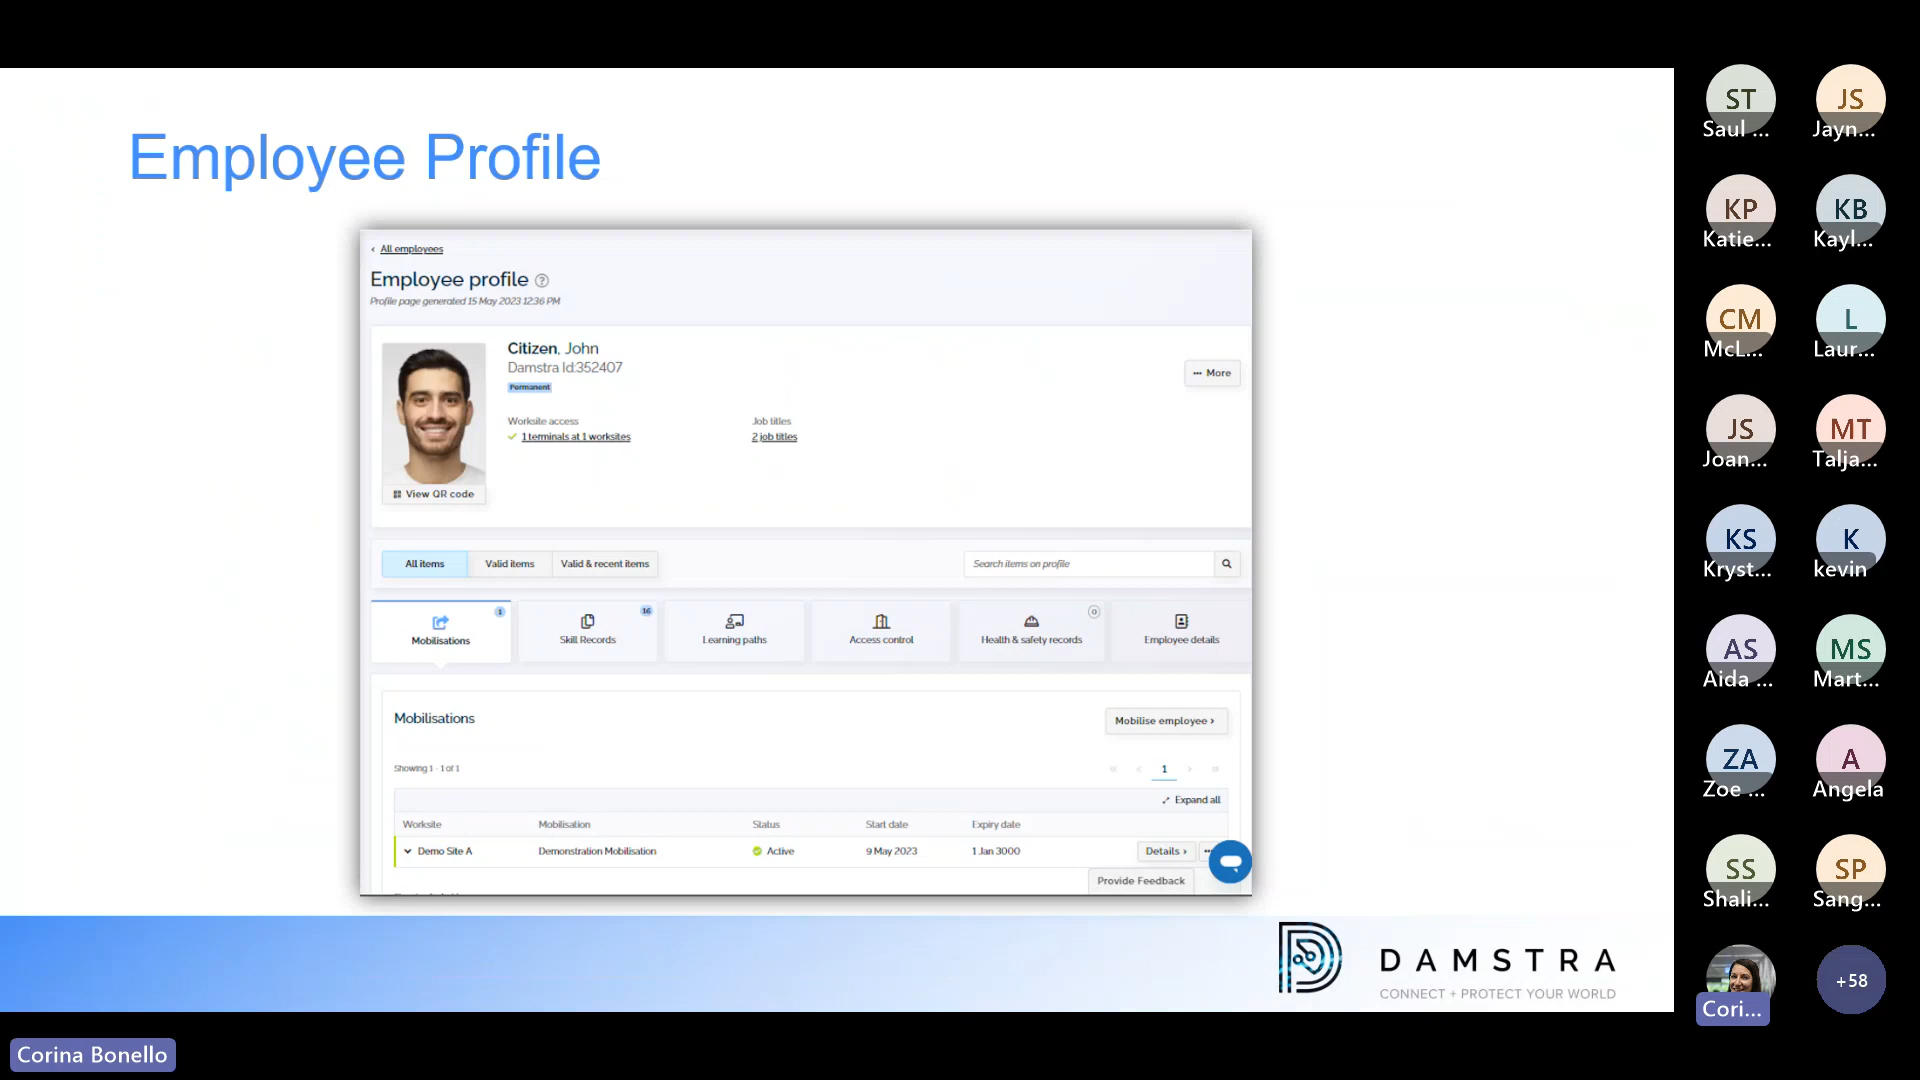 Employee Profile
‹ All employees
Employee profile ?
Profile page generated 15 May 2023 12:36 PM
Citizen, John
Damstra Id:352407
Permanent
More
Worksite access
Job titles
1 terminals at 1 worksites
2 job titles
View QR code
All items
Valid items
Valid & recent items
Search items on profile
1
Mobilisations
16
Skill Records
Learning paths
Access control
0
Health & safety records
Employee details
Mobilisations
Mobilise employee ›
Showing 1 - 1 of 1
« ‹ 1 › »
Expand all
Worksite Mobilisation Status Start date Expiry date
Demo Site A Demonstration Mobilisation Active 9 May 2023 1 Jan 3000 Details ›
Provide Feedback
DAMSTRA
CONNECT + PROTECT YOUR WORLD
ST
Saul ...
JS
Jayn...
KP
Katie...
KB
Kayl...
CM
McL...
L
Laur...
JS
Joan...
MT
Talja...
KS
Kryst...
K
kevin
AS
Aida ...
MS
Mart...
ZA
Zoe ...
A
Angela
SS
Shali...
SP
Sang...
Cori...
+58
Corina Bonello